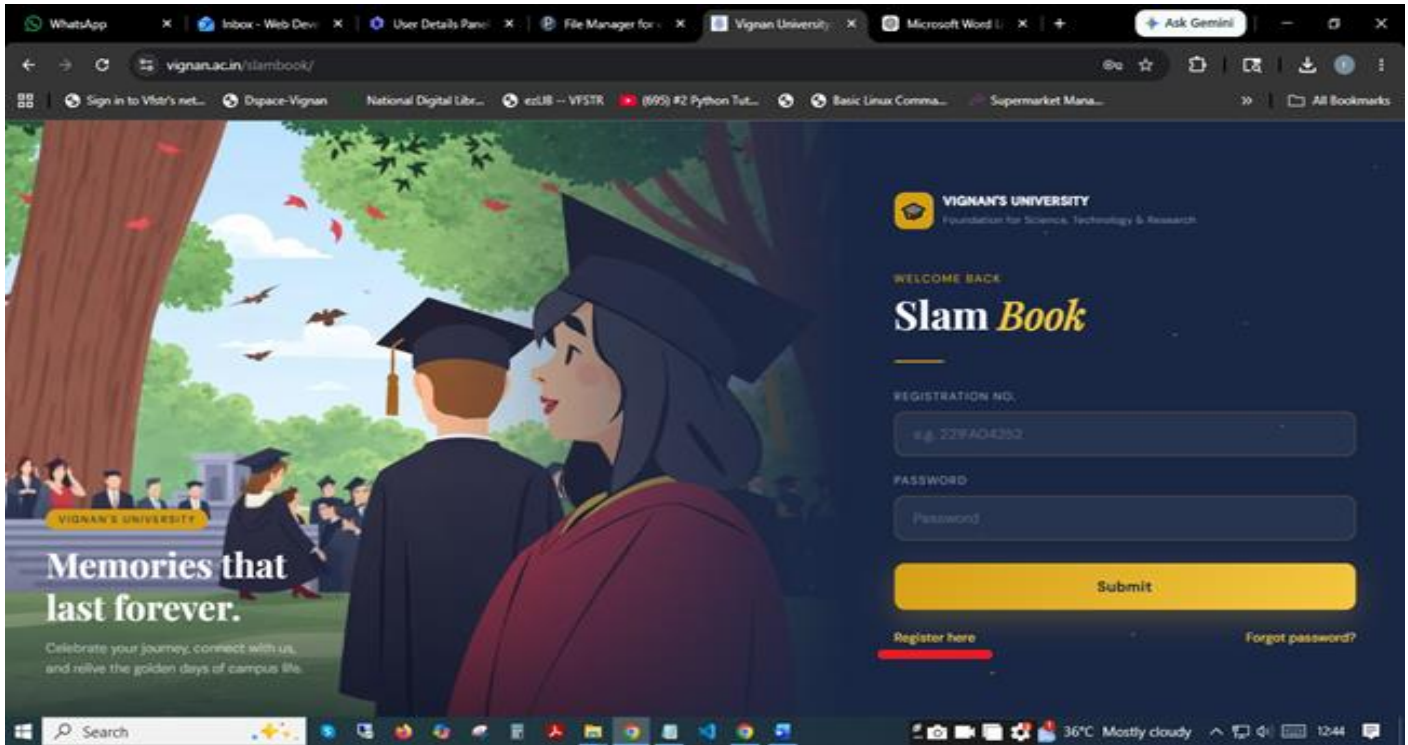 WhatsApp
Inbox - Web Deve
User Details Pane
File Manager for
Vignan University
Microsoft Word
Ask Gemini
vignan.ac.in/slambook/
Sign in to Vfstr's net...
Dspace-Vignan
National Digital Libr...
ezLIB -- VFSTR
(695) #2 Python Tut...
Basic Linux Comma...
Supermarket Mana...
»
All Bookmarks
VIGNAN'S UNIVERSITY
Foundation for Science, Technology & Research
WELCOME BACK
Slam Book
REGISTRATION NO.
e.g. 221FA04252
PASSWORD
Password
Submit
Register here
Forgot password?
VIGNAN'S UNIVERSITY
Memories that
last forever.
Celebrate your journey, connect with us,
and relive the golden days of campus life.
Search
36°C Mostly cloudy
12:44